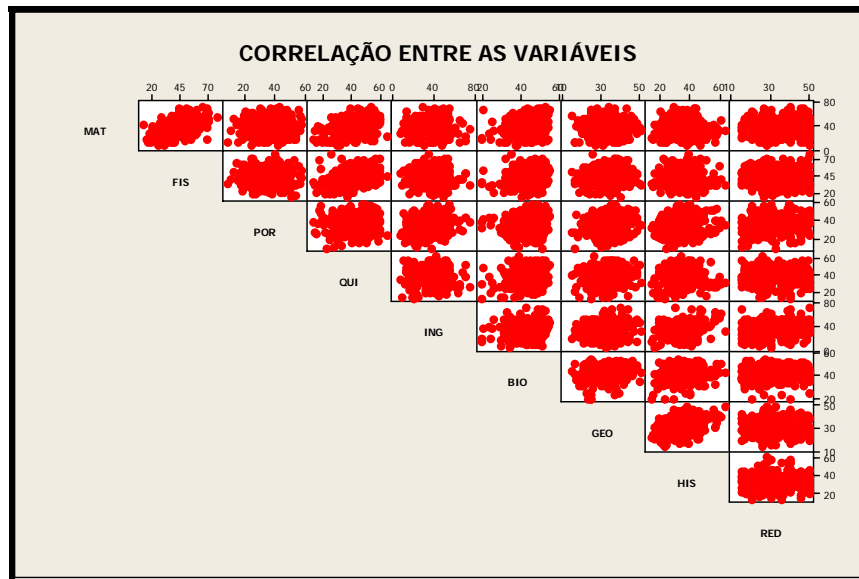 CORRELAÇÃO ENTRE AS VARIÁVEIS
20 45 70 20 40 60 20 40 60 0 40 80 20 40 60 10 30 50 20 40 60 10 30 50
MAT 80 40 0
FIS 70 45 20
POR 60 40 20
QUI 60 40 20
ING 80 40 0
BIO 60 40 20
GEO 50 30 10
HIS 60 40 20
RED